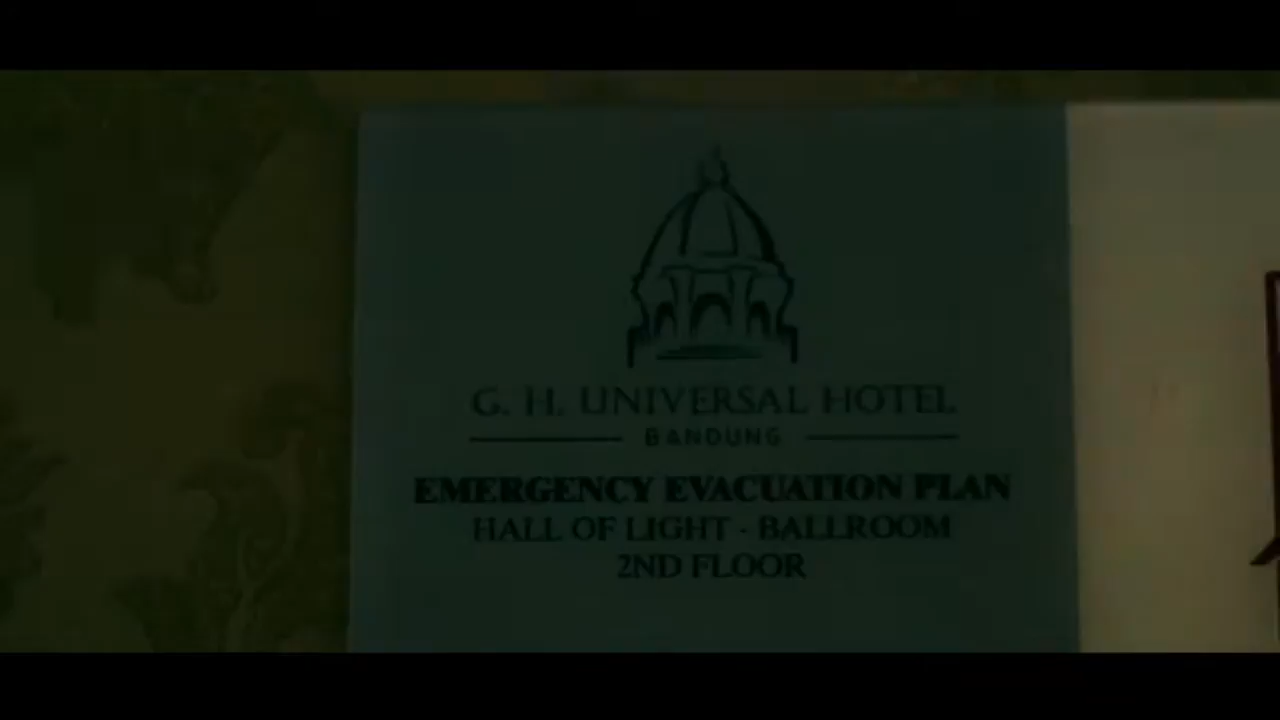 G. H. UNIVERSAL HOTEL
BANDUNG
EMERGENCY EVACUATION PLAN
HALL OF LIGHT - BALLROOM
2ND FLOOR